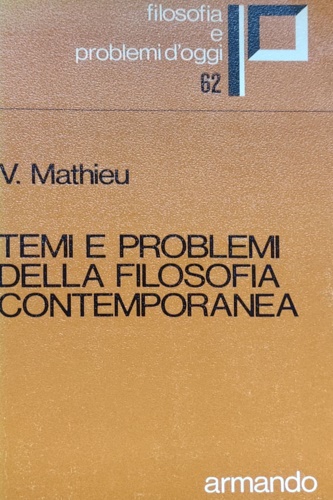 filosofia
e
problemi d'oggi
62
V. Mathieu
TEMI E PROBLEMI
DELLA FILOSOFIA
CONTEMPORANEA
armando